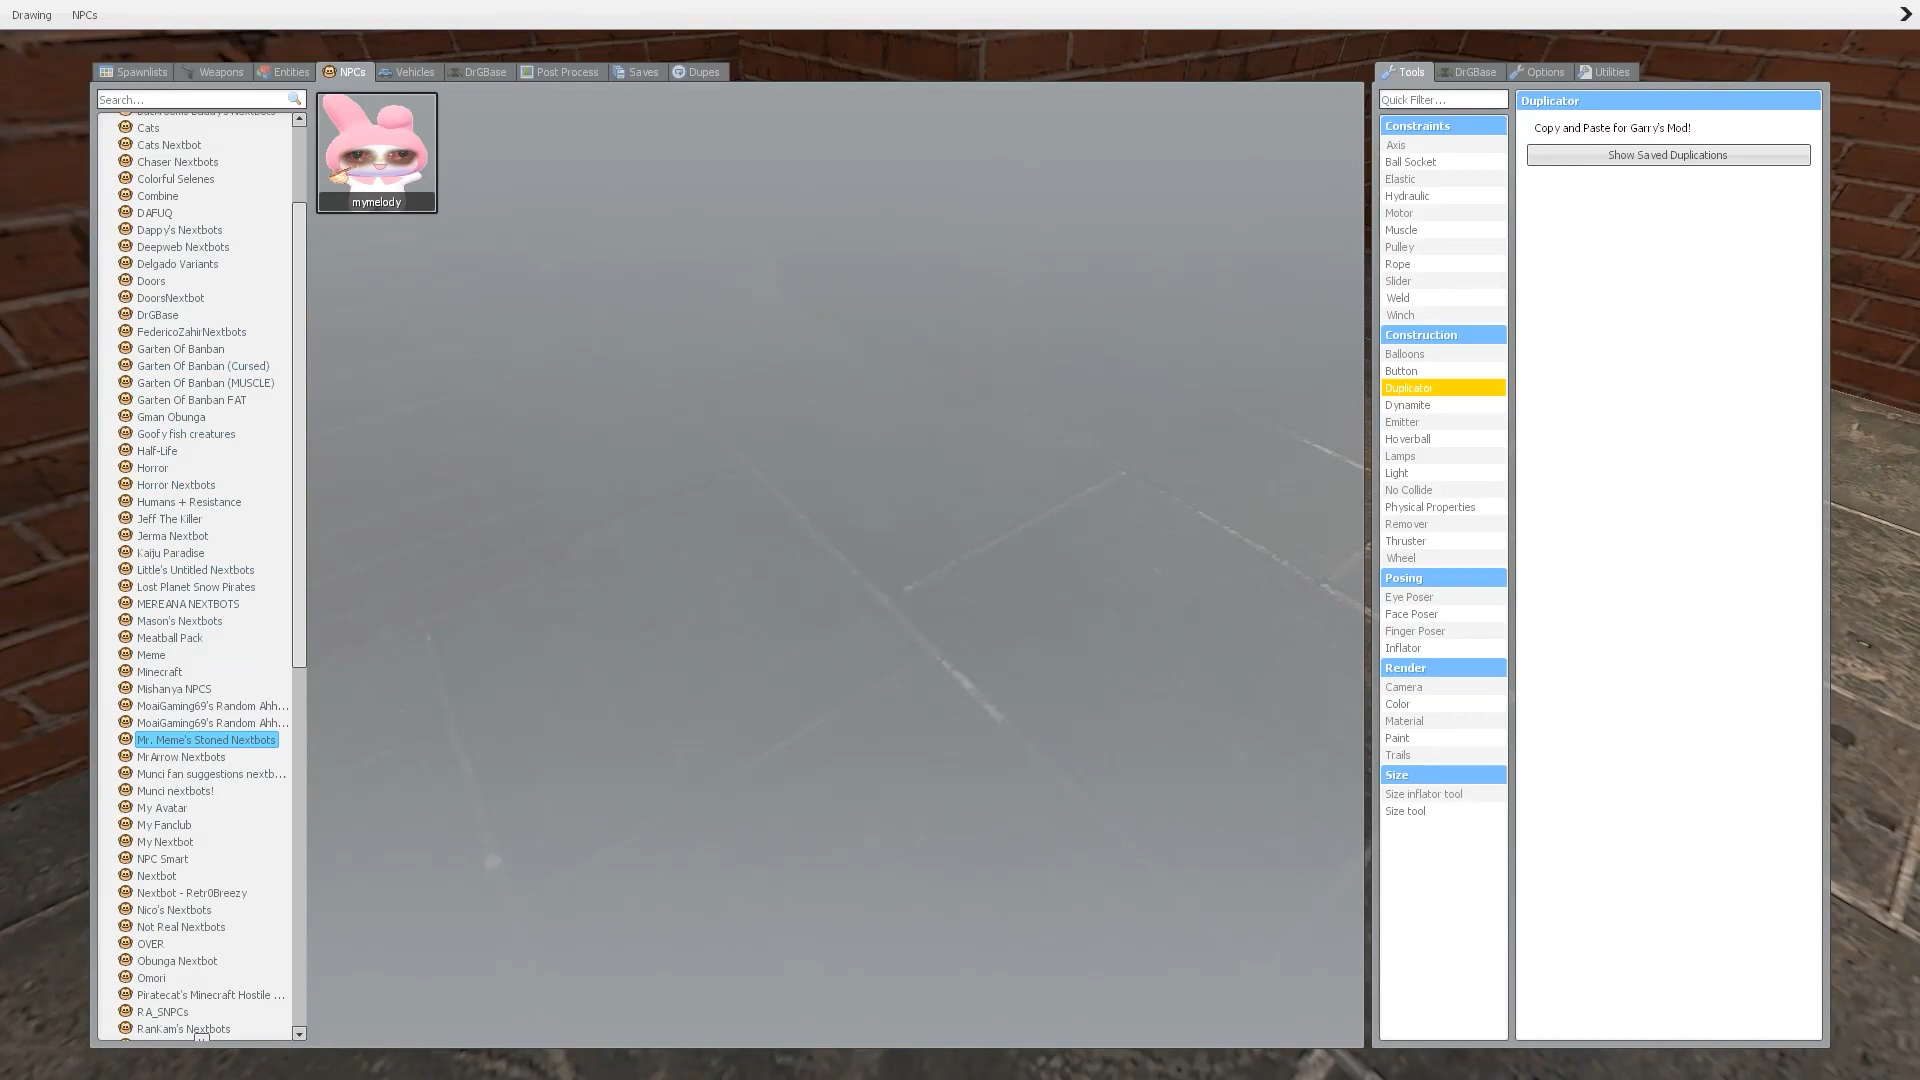 Drawing NPCs
Spawnlists Weapons Entities NPCs Vehicles DrGBase Post Process Saves Dupes
Search...
Cats
Cats Nextbot
Chaser Nextbots
Colorful Selenes
Combine
DAFUQ
Dappy's Nextbots
Deepweb Nextbots
Delgado Variants
Doors
DoorsNextbot
DrGBase
FedericoZahirNextbots
Garten Of Banban
Garten Of Banban (Cursed)
Garten Of Banban (MUSCLE)
Garten Of Banban FAT
Gman Obunga
Goofy fish creatures
Half-Life
Horror
Horror Nextbots
Humans + Resistance
Jeff The Killer
Jerma Nextbot
Kaiju Paradise
Little's Untitled Nextbots
Lost Planet Snow Pirates
MEREANA NEXTBOTS
Mason's Nextbots
Meatball Pack
Meme
Minecraft
Mishanya NPCS
MoaiGaming69's Random Ahh...
MoaiGaming69's Random Ahh...
Mr. Meme's Stoned Nextbots
MrArrow Nextbots
Munci fan suggestions nextb...
Munci nextbots!
My Avatar
My Fanclub
My Nextbot
NPC Smart
Nextbot
Nextbot - Retr0Breezy
Nico's Nextbots
Not Real Nextbots
OVER
Obunga Nextbot
Omori
Piratecat's Minecraft Hostile ...
RA_SNPCs
RanKam's Nextbots
mymelody
Tools DrGBase Options Utilities
Quick Filter...
Constraints
Axis
Ball Socket
Elastic
Hydraulic
Motor
Muscle
Pulley
Rope
Slider
Weld
Winch
Construction
Balloons
Button
Duplicator
Dynamite
Emitter
Hoverball
Lamps
Light
No Collide
Physical Properties
Remover
Thruster
Wheel
Posing
Eye Poser
Face Poser
Finger Poser
Inflator
Render
Camera
Color
Material
Paint
Trails
Size
Size inflator tool
Size tool
Duplicator
Copy and Paste for Garry's Mod!
Show Saved Duplications